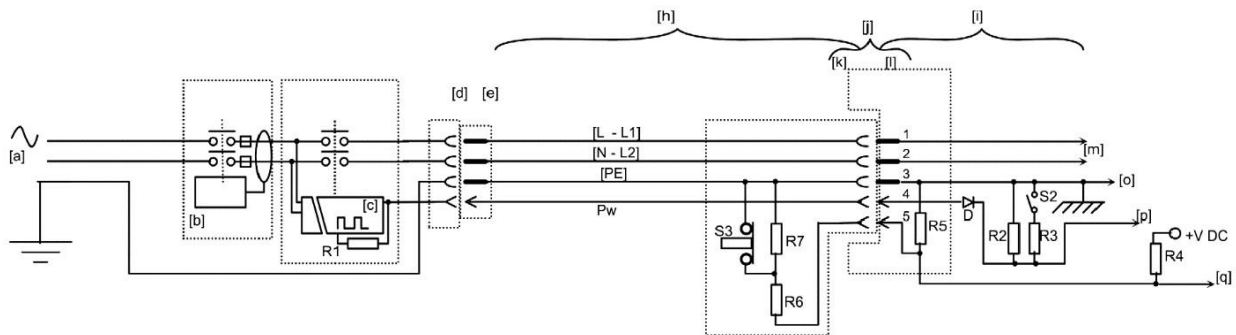 [h]
[j]
[i]
[k] [l]
[d] [e]
[a]
[L - L1]
1
[N - L2]
2
[m]
[PE]
3
[o]
[b]
[c]
Pw
4
D
S2
[p]
R1
S3
R7
5
R5
R2
R3
+V DC
R4
R6
[q]